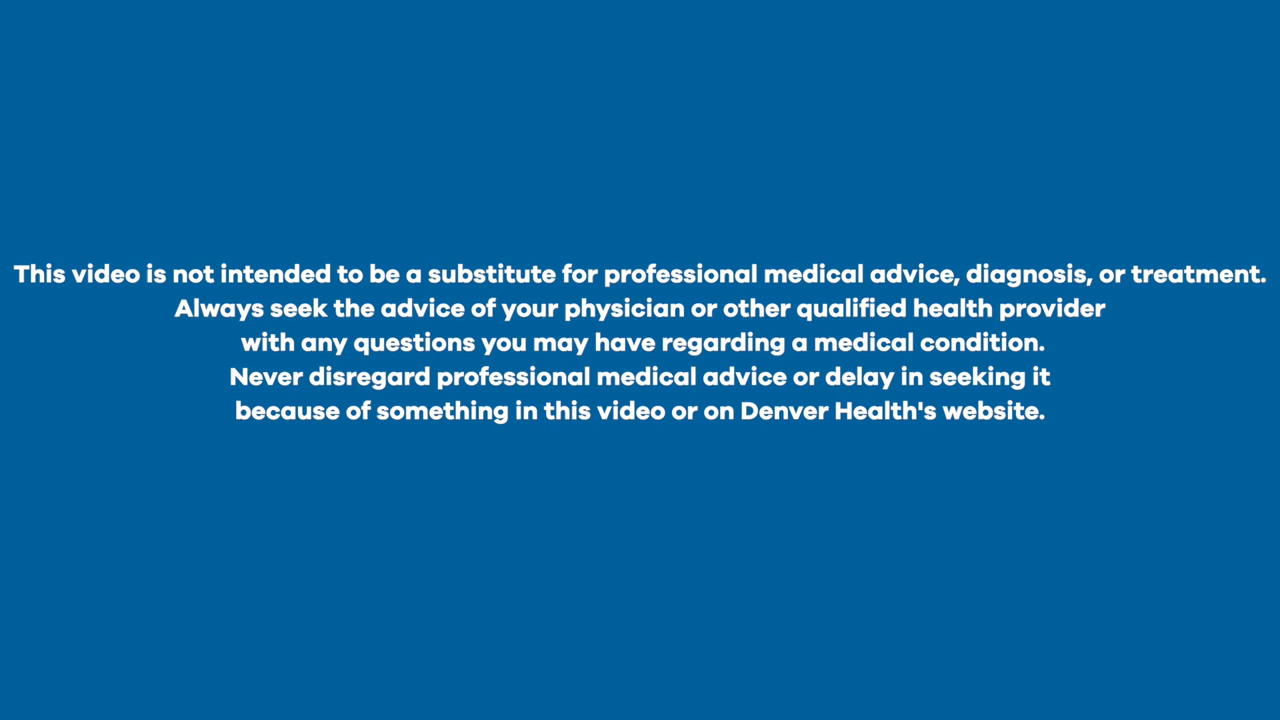 This video is not intended to be a substitute for professional medical advice, diagnosis, or treatment.
Always seek the advice of your physician or other qualified health provider
with any questions you may have regarding a medical condition.
Never disregard professional medical advice or delay in seeking it
because of something in this video or on Denver Health's website.